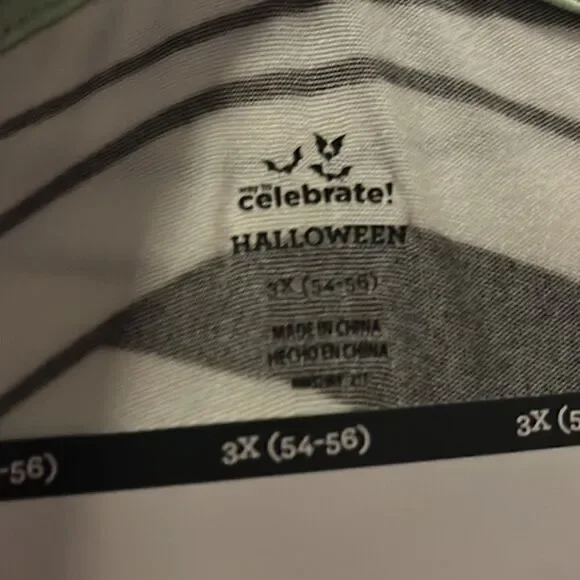 way to
celebrate!
HALLOWEEN
3X (54-56)
MADE IN CHINA
HECHO EN CHINA
-56)
3X (54-56)
3X (5